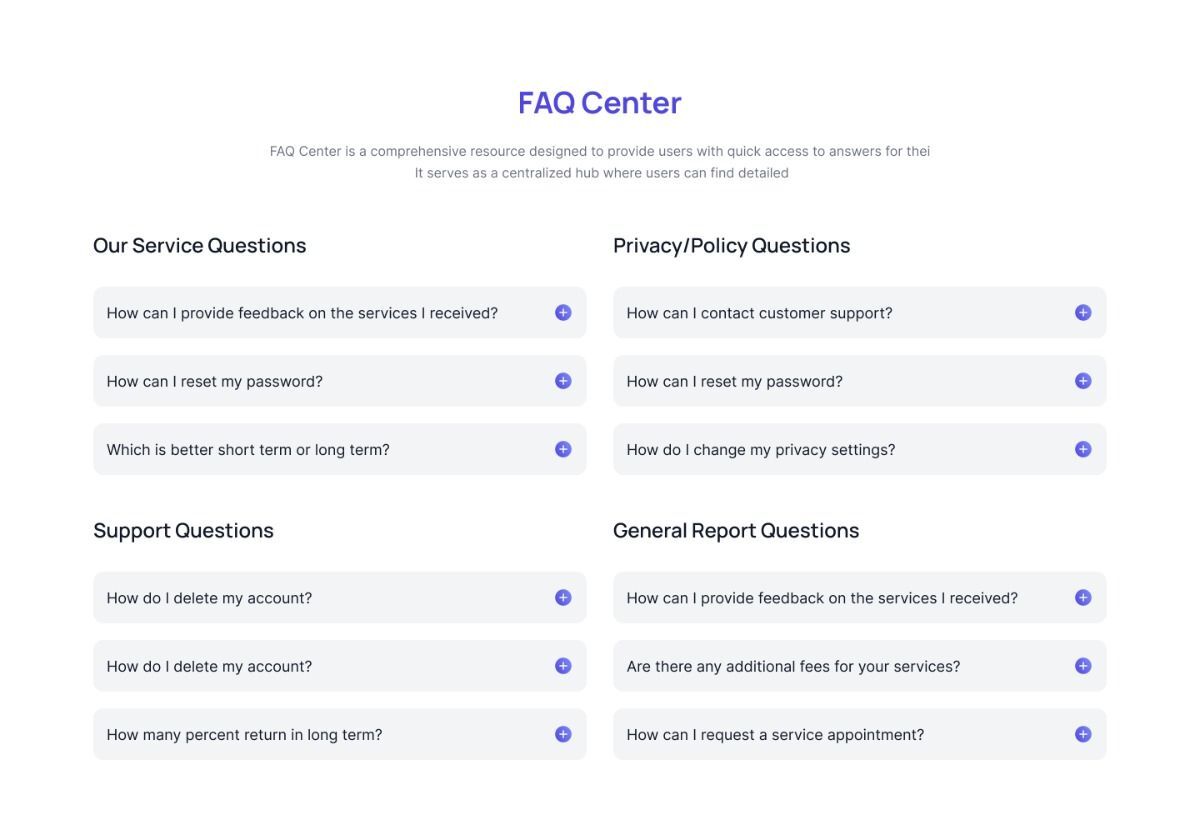 FAQ Center
FAQ Center is a comprehensive resource designed to provide users with quick access to answers for thei
It serves as a centralized hub where users can find detailed
Our Service Questions
How can I provide feedback on the services I received?
How can I reset my password?
Which is better short term or long term?
Privacy/Policy Questions
How can I contact customer support?
How can I reset my password?
How do I change my privacy settings?
Support Questions
How do I delete my account?
How do I delete my account?
How many percent return in long term?
General Report Questions
How can I provide feedback on the services I received?
Are there any additional fees for your services?
How can I request a service appointment?